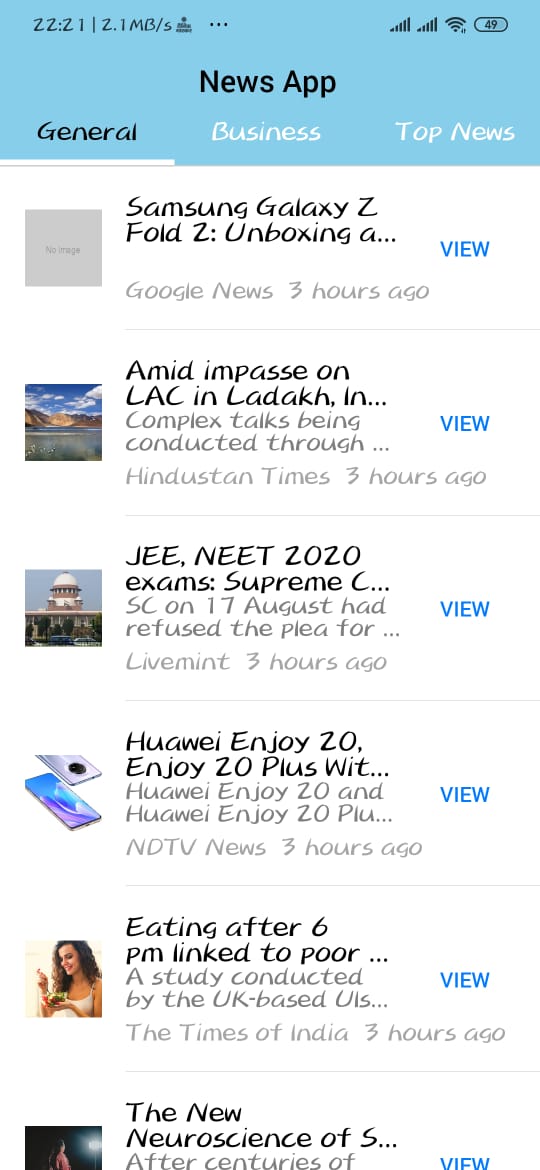 22:21 | 2.1MB/s ... 49
News App
General Business Top News
Samsung Galaxy Z
Fold 2: Unboxing a...
No Image
VIEW
Google News 3 hours ago
Amid impasse on
LAC in Ladakh, In...
Complex talks being
conducted through ...
VIEW
Hindustan Times 3 hours ago
JEE, NEET 2020
exams: Supreme C...
SC on 17 August had
refused the plea for ...
VIEW
Livemint 3 hours ago
Huawei Enjoy 20,
Enjoy 20 Plus Wit...
Huawei Enjoy 20 and
Huawei Enjoy 20 Plu...
VIEW
NDTV News 3 hours ago
Eating after 6
pm linked to poor ...
A study conducted
by the UK-based Uls...
VIEW
The Times of India 3 hours ago
The New
Neuroscience of S...
After centuries of
VIEW